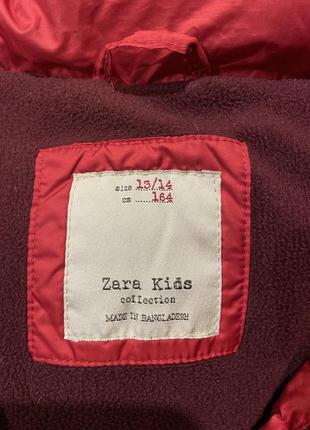 size 13/14
cm ......164
Zara Kids
collection
MADE IN BANGLADESH